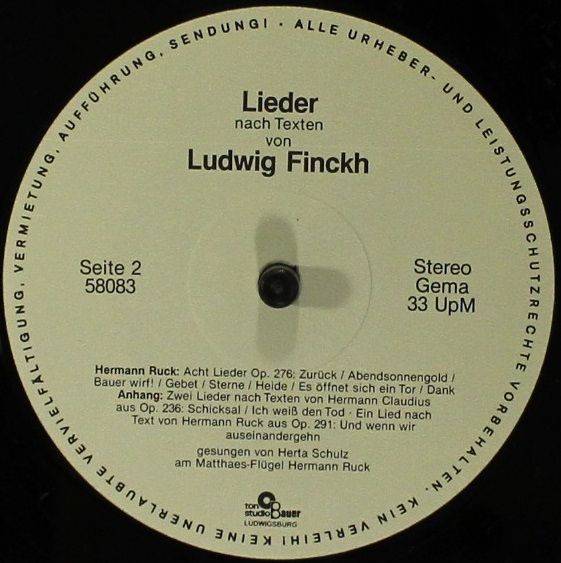 ALLE URHEBER- UND LEISTUNGSSCHUTZRECHTE VORBEHALTEN. KEIN VERLEIH! KEINE UNERLAUBTE VERVIELFÄLTIGUNG, VERMIETUNG, AUFFÜHRUNG, SENDUNG! ·
Lieder
nach Texten
von
Ludwig Finckh
Seite 2
58083
Stereo
Gema
33 UpM
Hermann Ruck: Acht Lieder Op. 276: Zurück / Abendsonnengold /
Bauer wirf! / Gebet / Sterne / Heide / Es öffnet sich ein Tor / Dank
Anhang: Zwei Lieder nach Texten von Hermann Claudius
aus Op. 236: Schicksal / Ich weiß den Tod · Ein Lied nach
Text von Hermann Ruck aus Op. 291: Und wenn wir
auseinandergehn
gesungen von Herta Schulz
am Matthaes-Flügel Hermann Ruck
ton
studio Bauer
LUDWIGSBURG